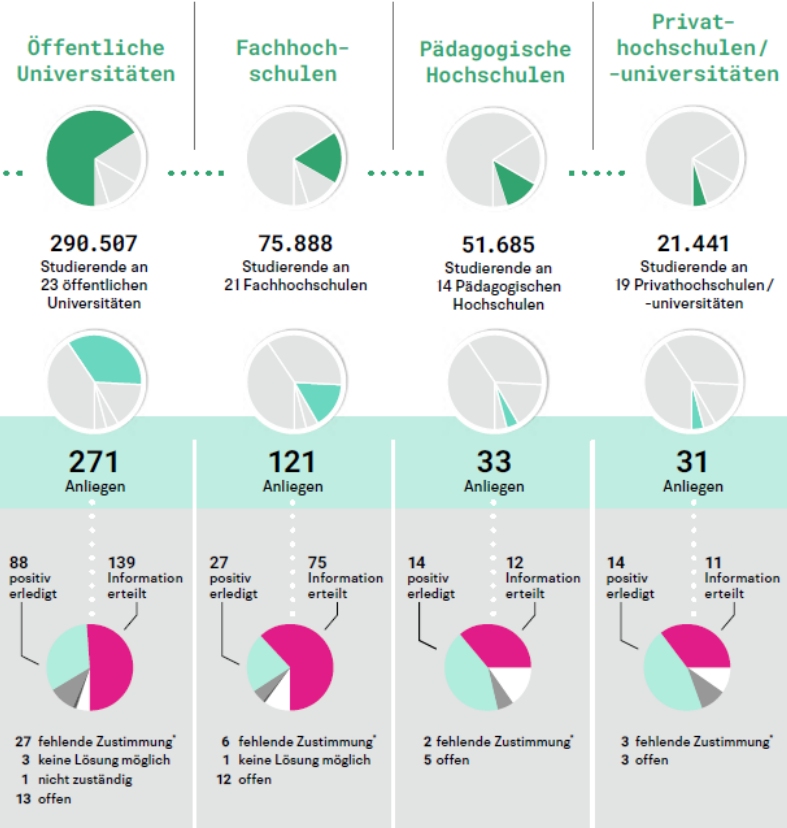 Öffentliche
Universitäten
290.507
Studierende an
23 öffentlichen
Universitäten
271
Anliegen
88
positiv
erledigt
139
Information
erteilt
27 fehlende Zustimmung*
3 keine Lösung möglich
1 nicht zuständig
13 offen
Fachhoch-
schulen
75.888
Studierende an
21 Fachhochschulen
121
Anliegen
27
positiv
erledigt
75
Information
erteilt
6 fehlende Zustimmung*
1 keine Lösung möglich
12 offen
Pädagogische
Hochschulen
51.685
Studierende an
14 Pädagogischen
Hochschulen
33
Anliegen
14
positiv
erledigt
12
Information
erteilt
2 fehlende Zustimmung*
5 offen
Privat-
hochschulen/
-universitäten
21.441
Studierende an
19 Privathochschulen/
-universitäten
31
Anliegen
14
positiv
erledigt
11
Information
erteilt
3 fehlende Zustimmung*
3 offen